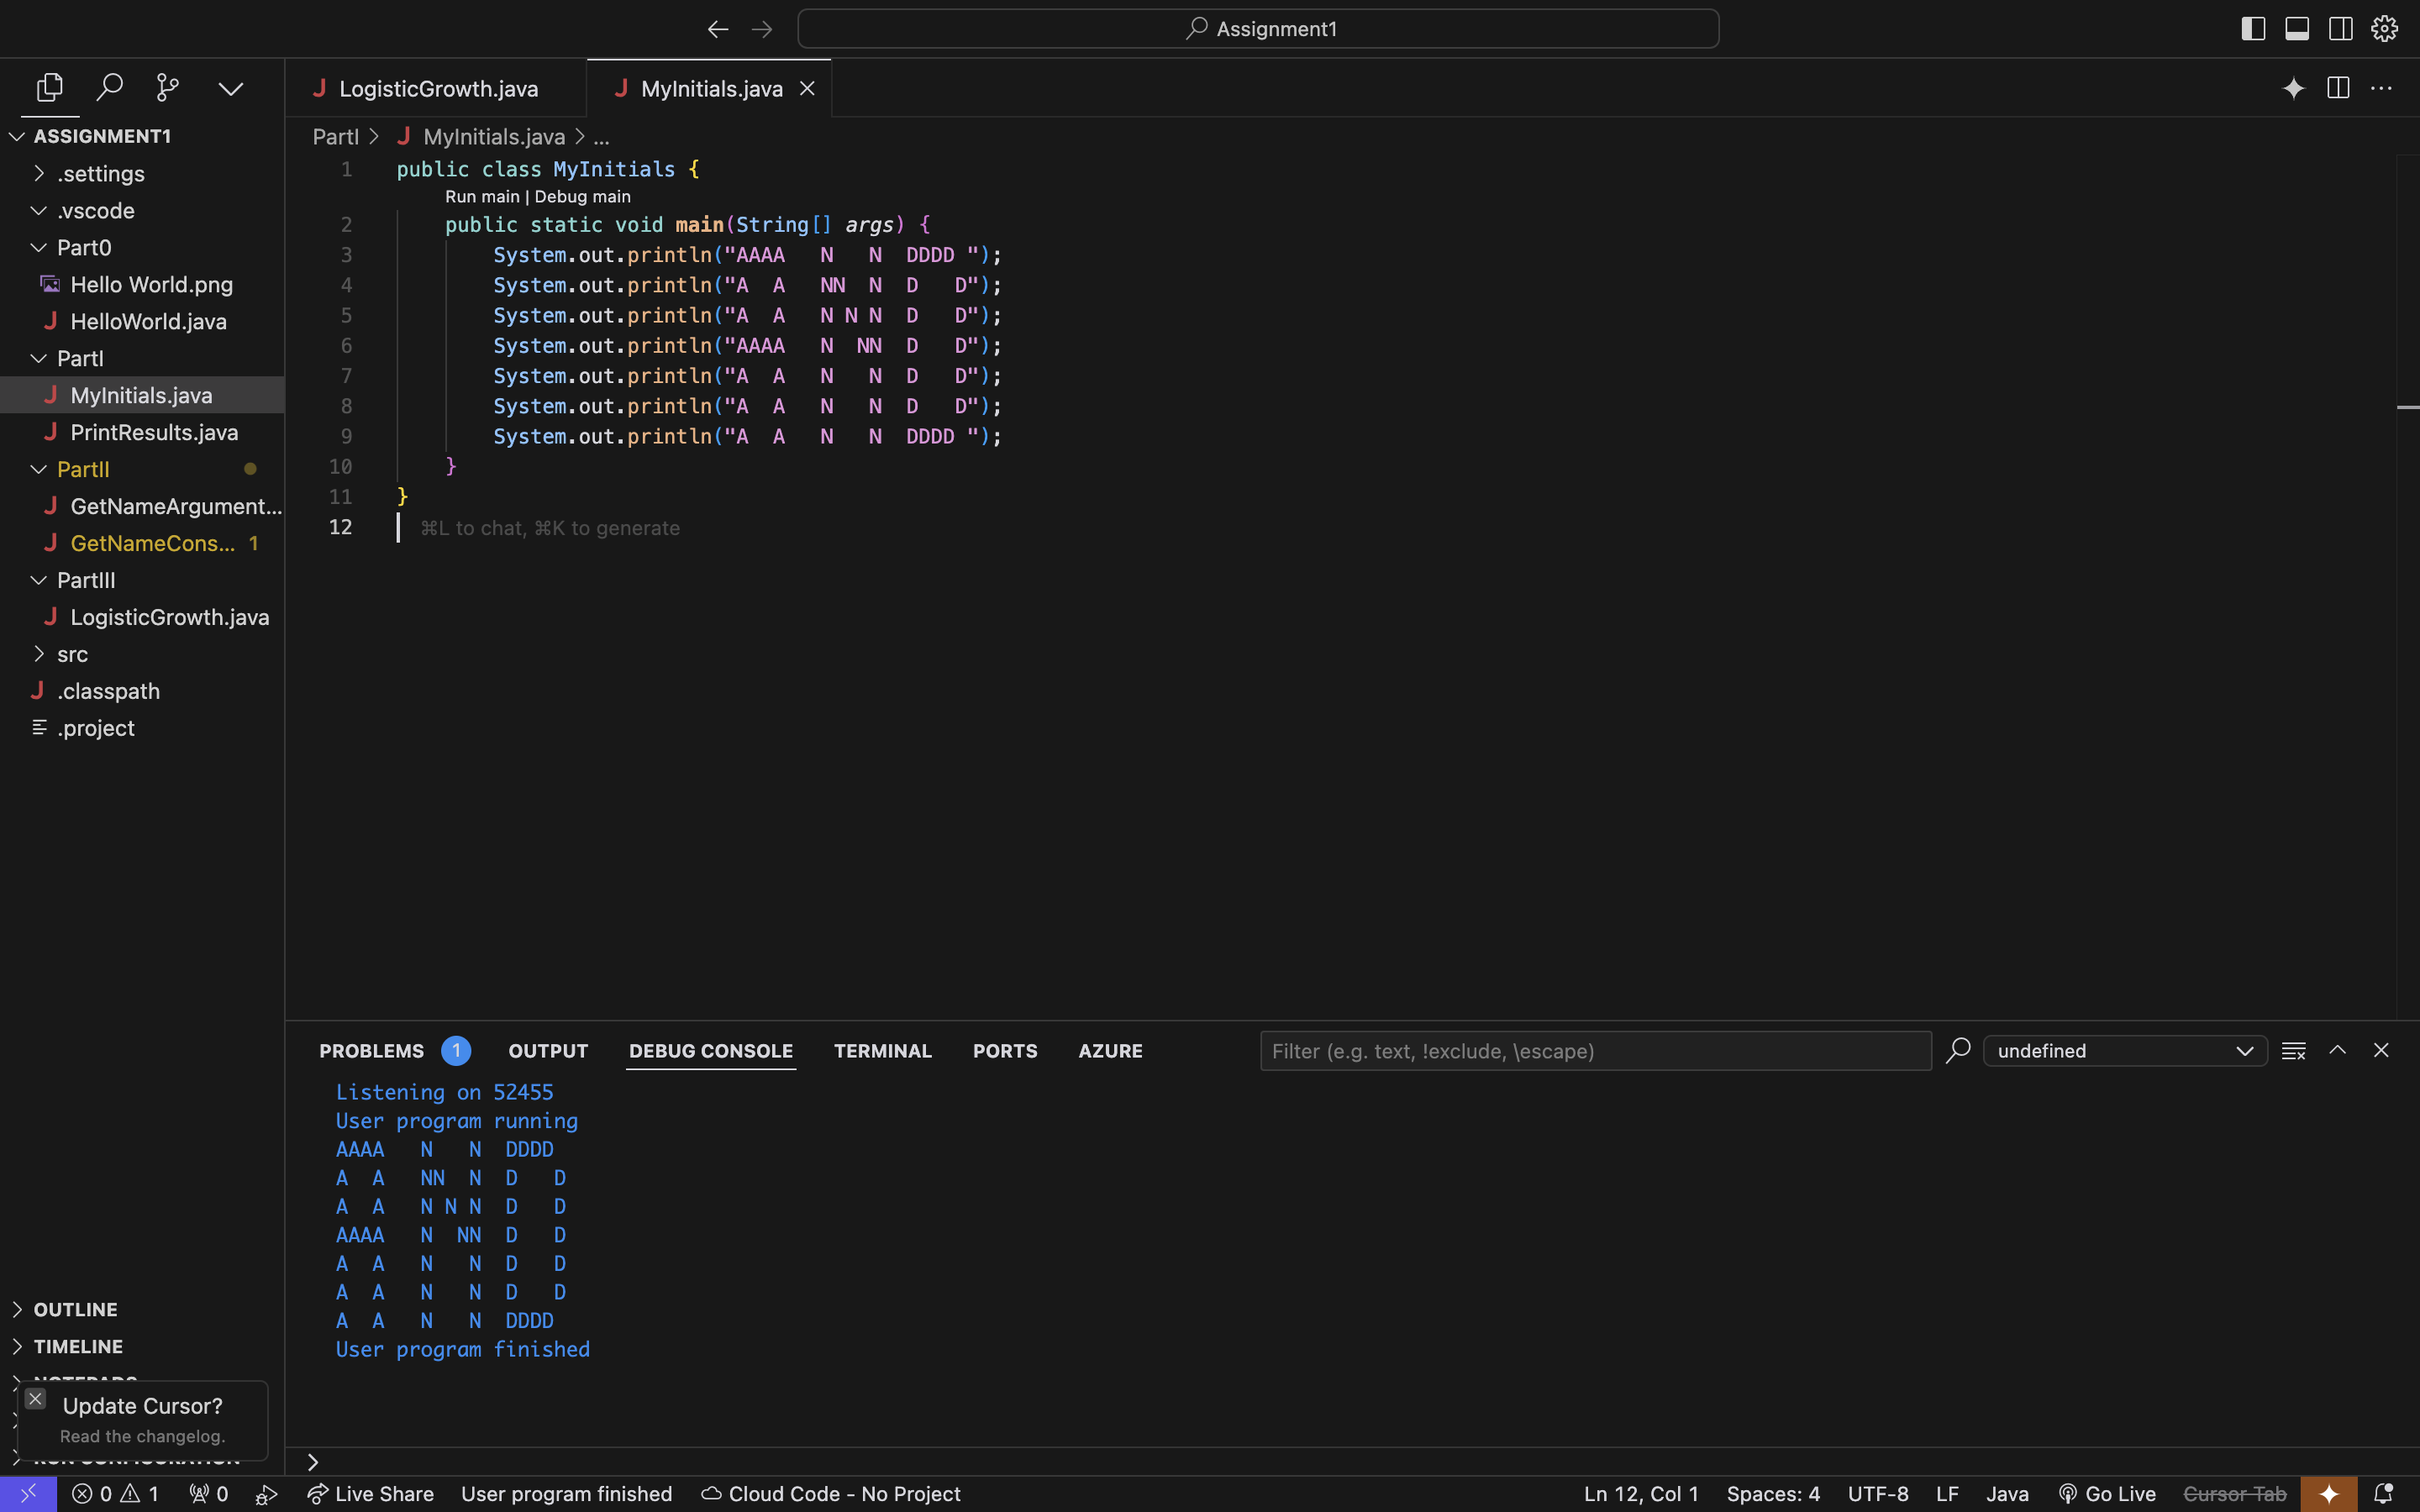 Assignment1
LogisticGrowth.java
MyInitials.java
ASSIGNMENT1
.settings
.vscode
Part0
Hello World.png
HelloWorld.java
PartI
MyInitials.java
PrintResults.java
PartII
GetNameArgument...
GetNameCons... 1
PartIII
LogisticGrowth.java
src
.classpath
.project
OUTLINE
TIMELINE
NOTEPADS
RUN CONFIGURATION
Update Cursor?
Read the changelog.
PartI > MyInitials.java > ...
1 public class MyInitials {
Run main | Debug main
2     public static void main(String[] args) {
3         System.out.println("AAAA   N   N  DDDD ");
4         System.out.println("A  A   NN  N  D   D");
5         System.out.println("A  A   N N N  D   D");
6         System.out.println("AAAA   N  NN  D   D");
7         System.out.println("A  A   N   N  D   D");
8         System.out.println("A  A   N   N  D   D");
9         System.out.println("A  A   N   N  DDDD ");
10     }
11 }
12 ⌘L to chat, ⌘K to generate
PROBLEMS 1 OUTPUT DEBUG CONSOLE TERMINAL PORTS AZURE Filter (e.g. text, !exclude, \escape) undefined
Listening on 52455
User program running
AAAA   N   N  DDDD
A  A   NN  N  D   D
A  A   N N N  D   D
AAAA   N  NN  D   D
A  A   N   N  D   D
A  A   N   N  D   D
A  A   N   N  DDDD
User program finished
0 1 0 Live Share User program finished Cloud Code - No Project Ln 12, Col 1 Spaces: 4 UTF-8 LF Java Go Live Cursor Tab